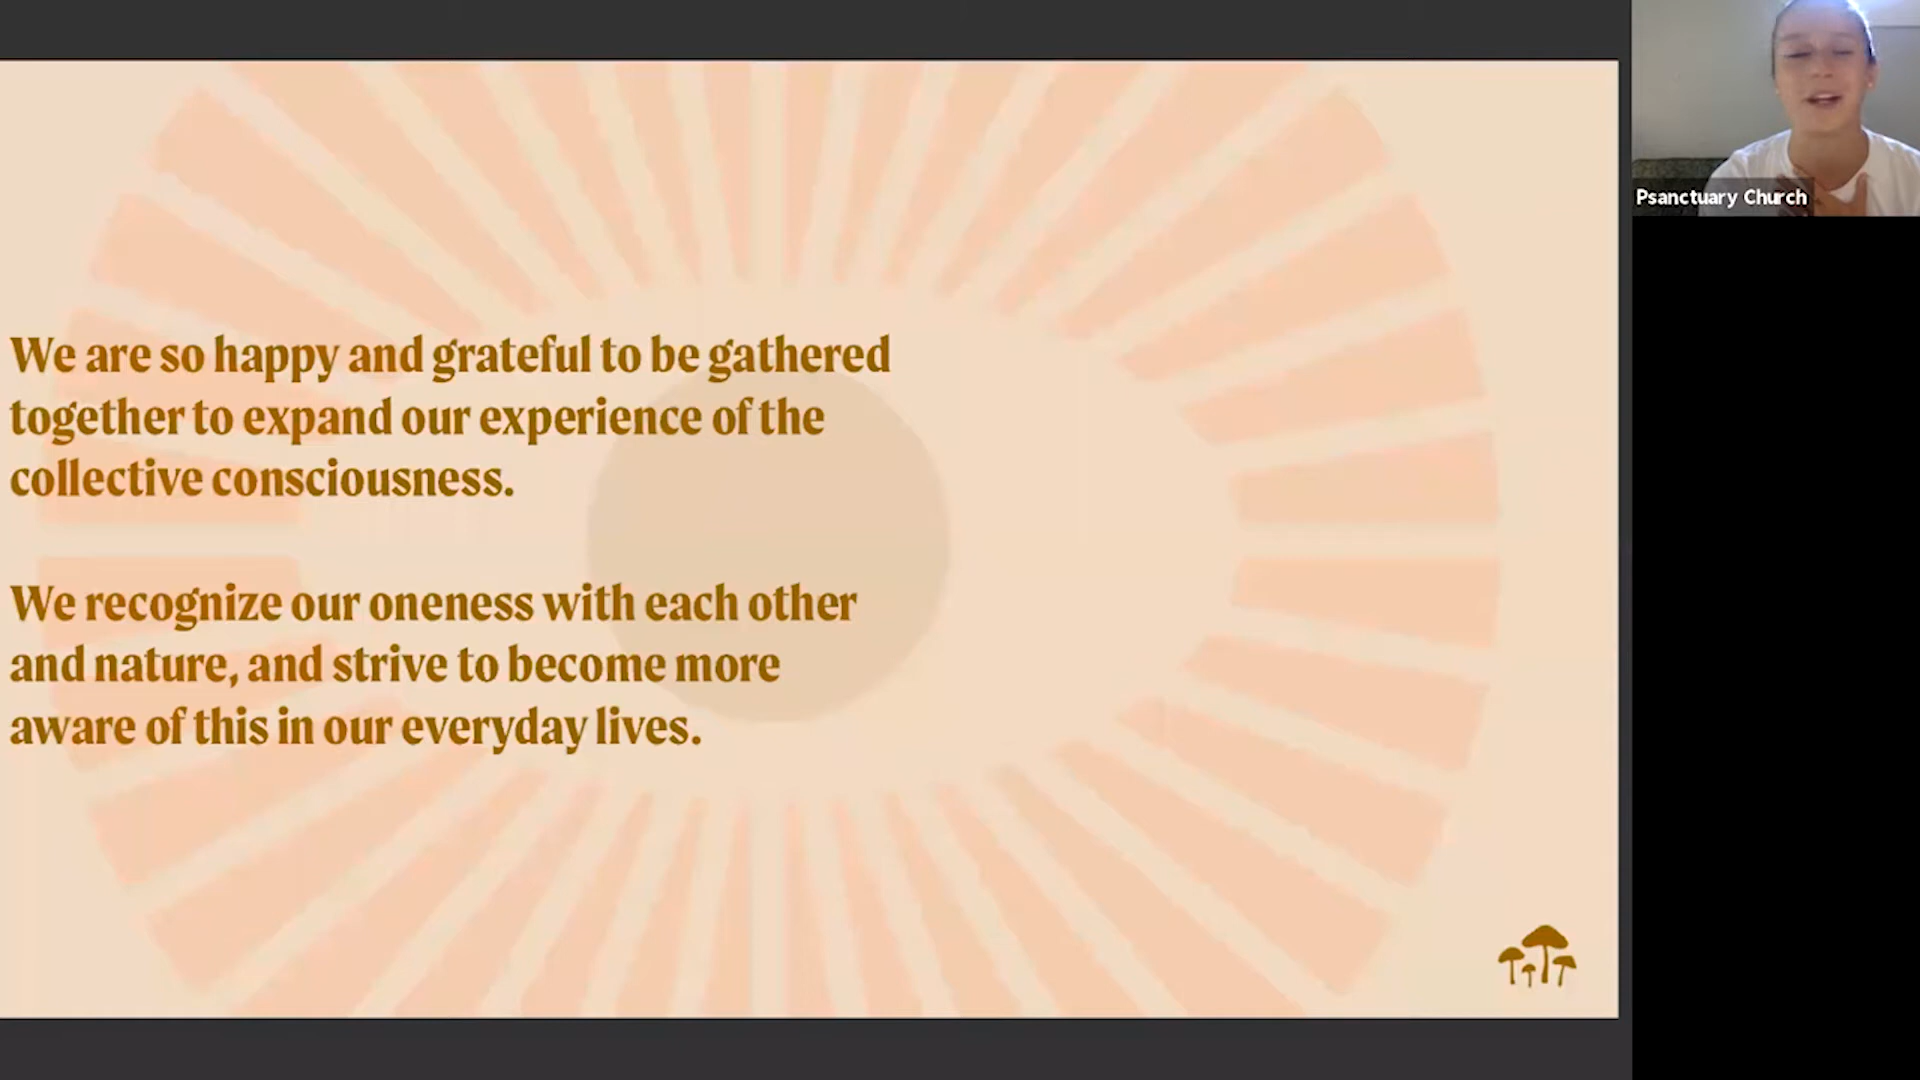 We are so happy and grateful to be gathered
together to expand our experience of the
collective consciousness.
We recognize our oneness with each other
and nature, and strive to become more
aware of this in our everyday lives.
Psanctuary Church